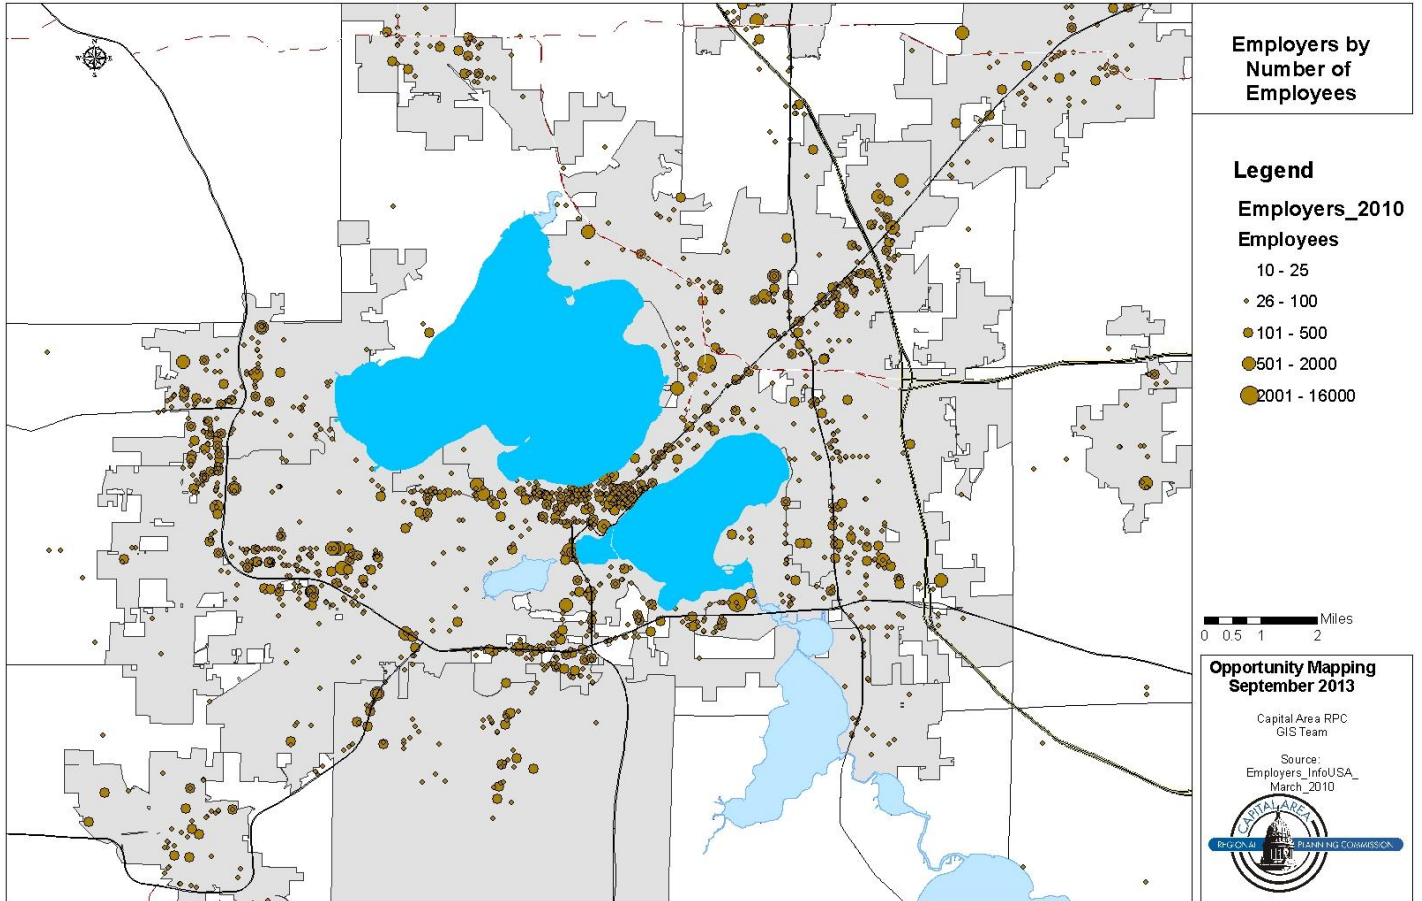 N
W
E
S
Employers by
Number of
Employees
Legend
Employers_2010
Employees
10 - 25
26 - 100
101 - 500
501 - 2000
2001 - 16000
Miles
0 0.5 1 2
Opportunity Mapping
September 2013
Capital Area RPC
GIS Team
Source:
Employers_InfoUSA_
March_2010
CAPITAL AREA
REGIONAL PLANNING COMMISSION